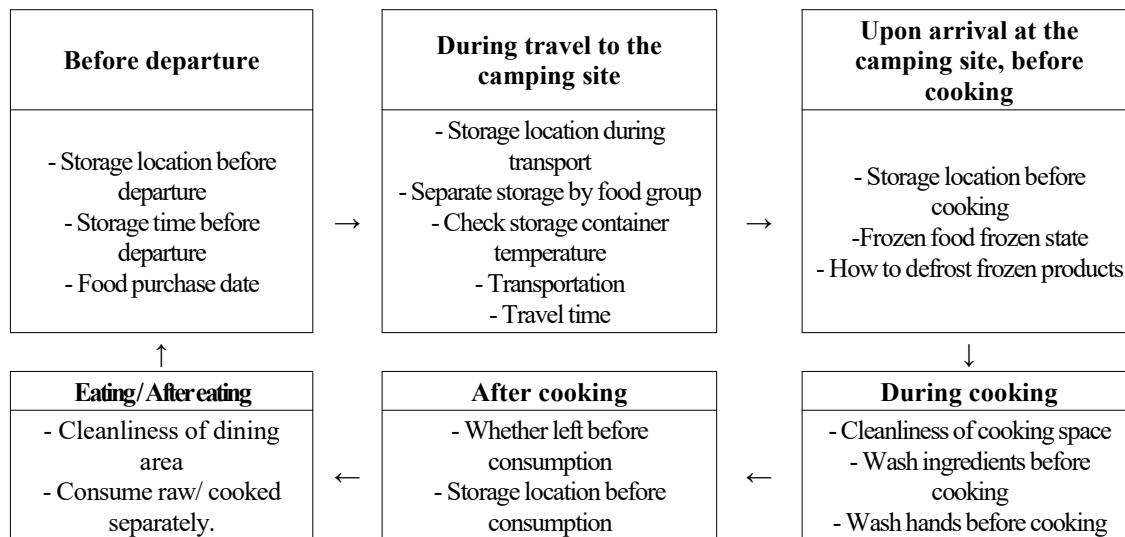 Before departure
- Storage location before
departure
- Storage time before
departure
- Food purchase date
→
During travel to the
camping site
- Storage location during
transport
- Separate storage by food group
- Check storage container
temperature
- Transportation
- Travel time
→
Upon arrival at the
camping site, before
cooking
- Storage location before
cooking
-Frozen food frozen state
- How to defrost frozen products
↑
↓
Eating/ After eating
- Cleanliness of dining
area
- Consume raw/ cooked
separately.
←
After cooking
- Whether left before
consumption
- Storage location before
consumption
←
During cooking
- Cleanliness of cooking space
- Wash ingredients before
cooking
- Wash hands before cooking